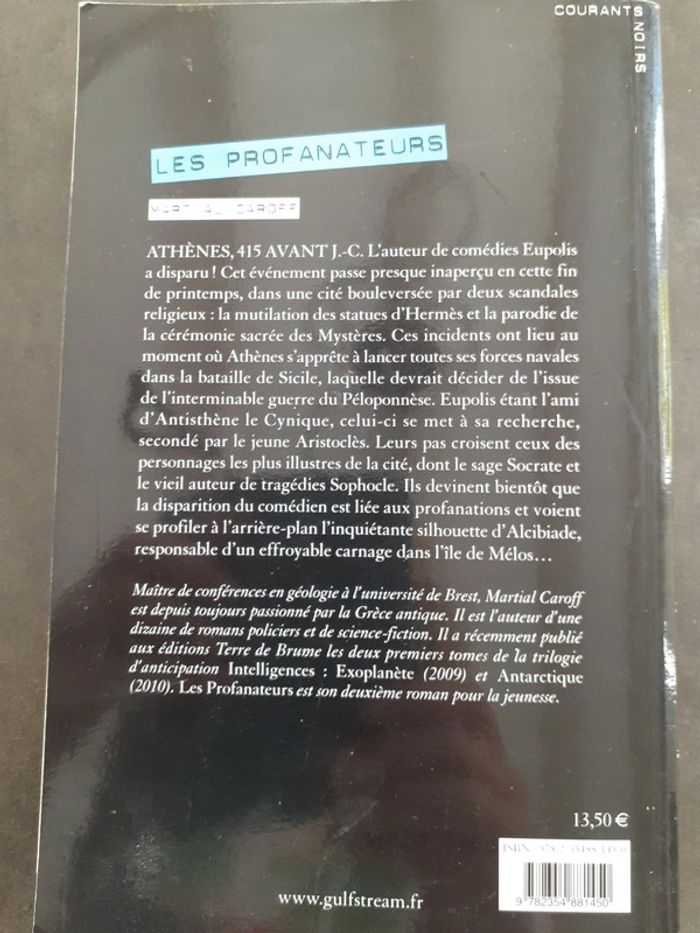 COURANTS
NOIRS
LES PROFANATEURS
MARTIAL CAROFF
ATHÈNES, 415 AVANT J.-C. L'auteur de comédies Eupolis
a disparu ! Cet événement passe presque inaperçu en cette fin
de printemps, dans une cité bouleversée par deux scandales
religieux : la mutilation des statues d'Hermès et la parodie de
la cérémonie sacrée des Mystères. Ces incidents ont lieu au
moment où Athènes s'apprête à lancer toutes ses forces navales
dans la bataille de Sicile, laquelle devrait décider de l'issue
de l'interminable guerre du Péloponnèse. Eupolis étant l'ami
d'Antisthène le Cynique, celui-ci se met à sa recherche,
secondé par le jeune Aristoclès. Leurs pas croisent ceux des
personnages les plus illustres de la cité, dont le sage Socrate et
le vieil auteur de tragédies Sophocle. Ils devinent bientôt que
la disparition du comédien est liée aux profanations et voient
se profiler à l'arrière-plan l'inquiétante silhouette d'Alcibiade,
responsable d'un effroyable carnage dans l'île de Mélos…
Maître de conférences en géologie à l'université de Brest, Martial Caroff
est depuis toujours passionné par la Grèce antique. Il est l'auteur d'une
dizaine de romans policiers et de science-fiction. Il a récemment publié
aux éditions Terre de Brume les deux premiers tomes de la trilogie
d'anticipation Intelligences : Exoplanète (2009) et Antarctique
(2010). Les Profanateurs est son deuxième roman pour la jeunesse.
13,50 €
ISBN
9 782354 881450
www.gulfstream.fr